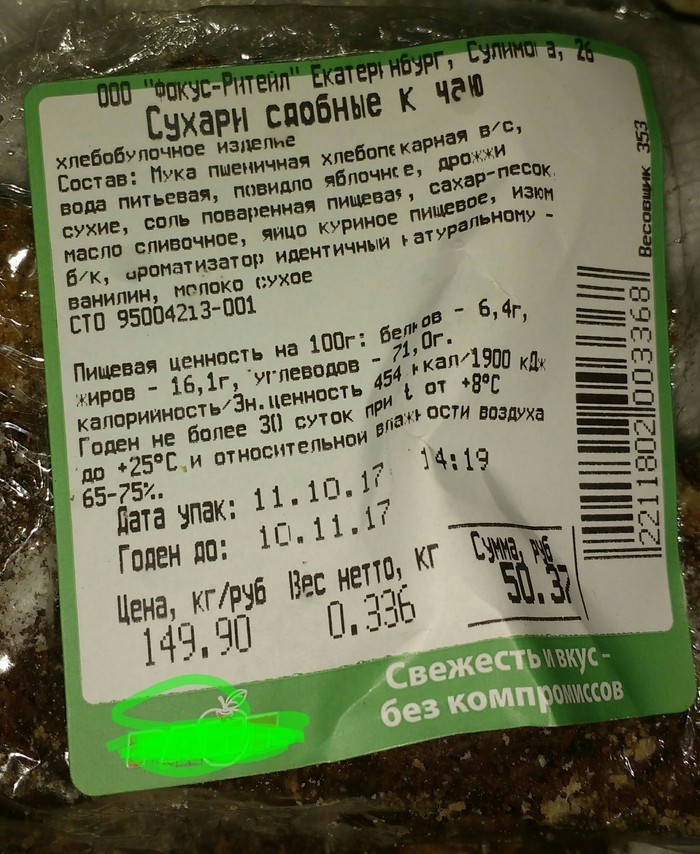 ООО "Фокус-Ритейл" Екатеринбург, Сулимова, 26
Сухари сдобные к чаю
хлебобулочное изделие
Состав: Мука пшеничная хлебопекарная в/с,
вода питьевая, повидло яблочное, дрожжи
сухие, соль поваренная пищевая, сахар-песок,
масло сливочное, яйцо куриное пищевое, изюм
б/к, ароматизатор идентичный натуральному -
ванилин, молоко сухое
СТО 95004213-001
Пищевая ценность на 100г: белков - 6,4г,
жиров - 16,1г, углеводов - 71,0г.
калорийность/Эн.ценность 454 ккал/1900 кДж
Годен не более 30 суток при t от +8°С
до +25°С и относительной влажности воздуха
65-75%.
Дата упак: 11.10.17 14:19
Годен до: 10.11.17
Цена, кг/руб Вес нетто, кг Сумма, руб
149.90 0.336 50.37
Весовщик 353
2211802003368
Свежесть и вкус -
без компромиссов